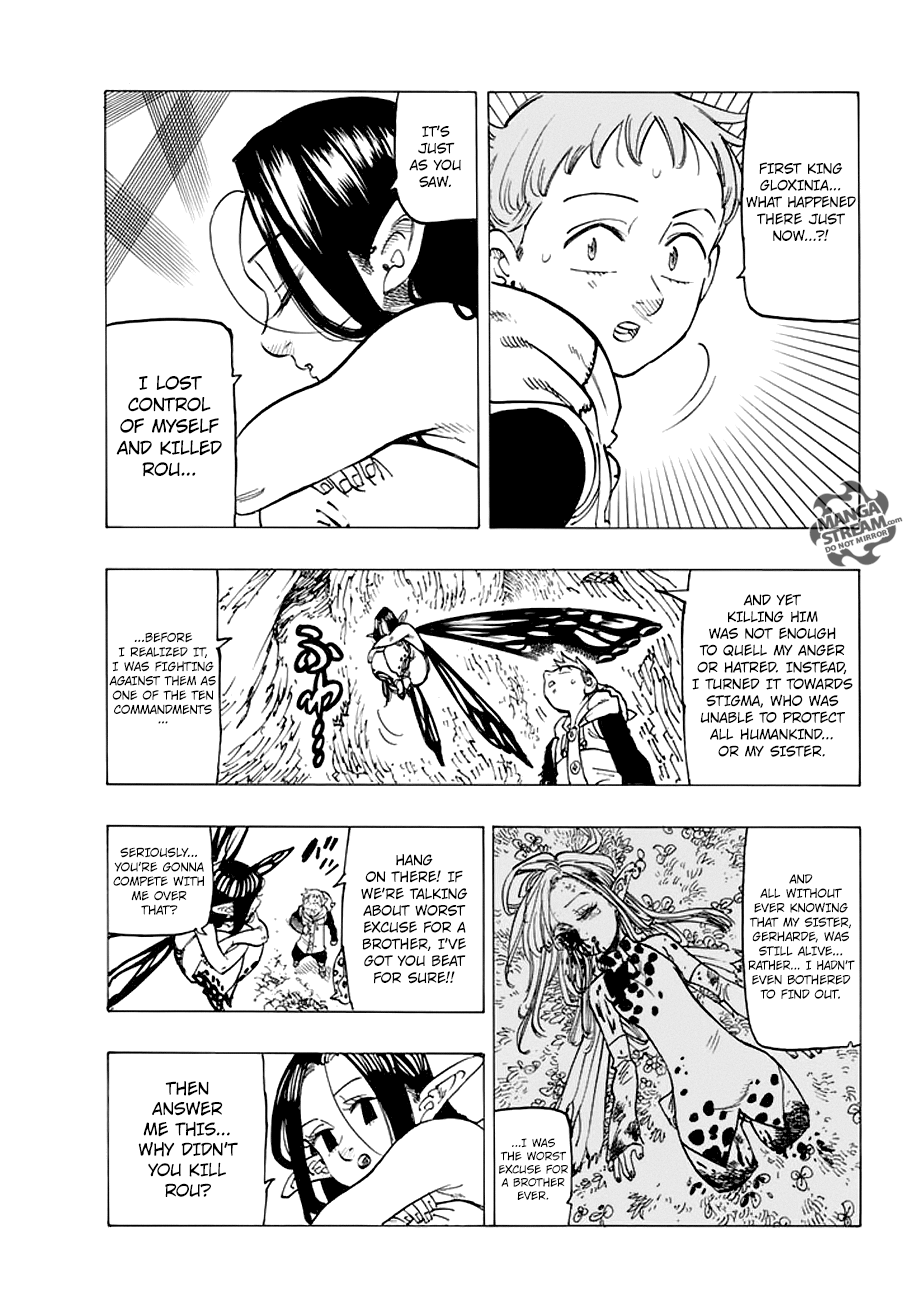 FIRST KING
GLOXINIA...
WHAT HAPPENED
THERE JUST
NOW...?!
IT'S
JUST
AS YOU
SAW.
I LOST
CONTROL
OF MYSELF
AND KILLED
ROU...
MANGA
STREAM.com
DO NOT MIRROR
AND YET
KILLING HIM
WAS NOT ENOUGH
TO QUELL MY ANGER
OR HATRED. INSTEAD,
I TURNED IT TOWARDS
STIGMA, WHO WAS
UNABLE TO PROTECT
ALL HUMANKIND...
OR MY SISTER.
...BEFORE
I REALIZED IT,
I WAS FIGHTING
AGAINST THEM AS
ONE OF THE TEN
COMMANDMENTS
...
AND
ALL WITHOUT
EVER KNOWING
THAT MY SISTER,
GERHARDE, WAS
STILL ALIVE...
RATHER... I HADN'T
EVEN BOTHERED
TO FIND OUT.
...I WAS
THE WORST
EXCUSE FOR
A BROTHER
EVER.
HANG
ON THERE! IF
WE'RE TALKING
ABOUT WORST
EXCUSE FOR A
BROTHER, I'VE
GOT YOU BEAT
FOR SURE!!
SERIOUSLY...
YOU'RE GONNA
COMPETE WITH
ME OVER
THAT?
THEN
ANSWER
ME THIS...
WHY DIDN'T
YOU KILL
ROU?